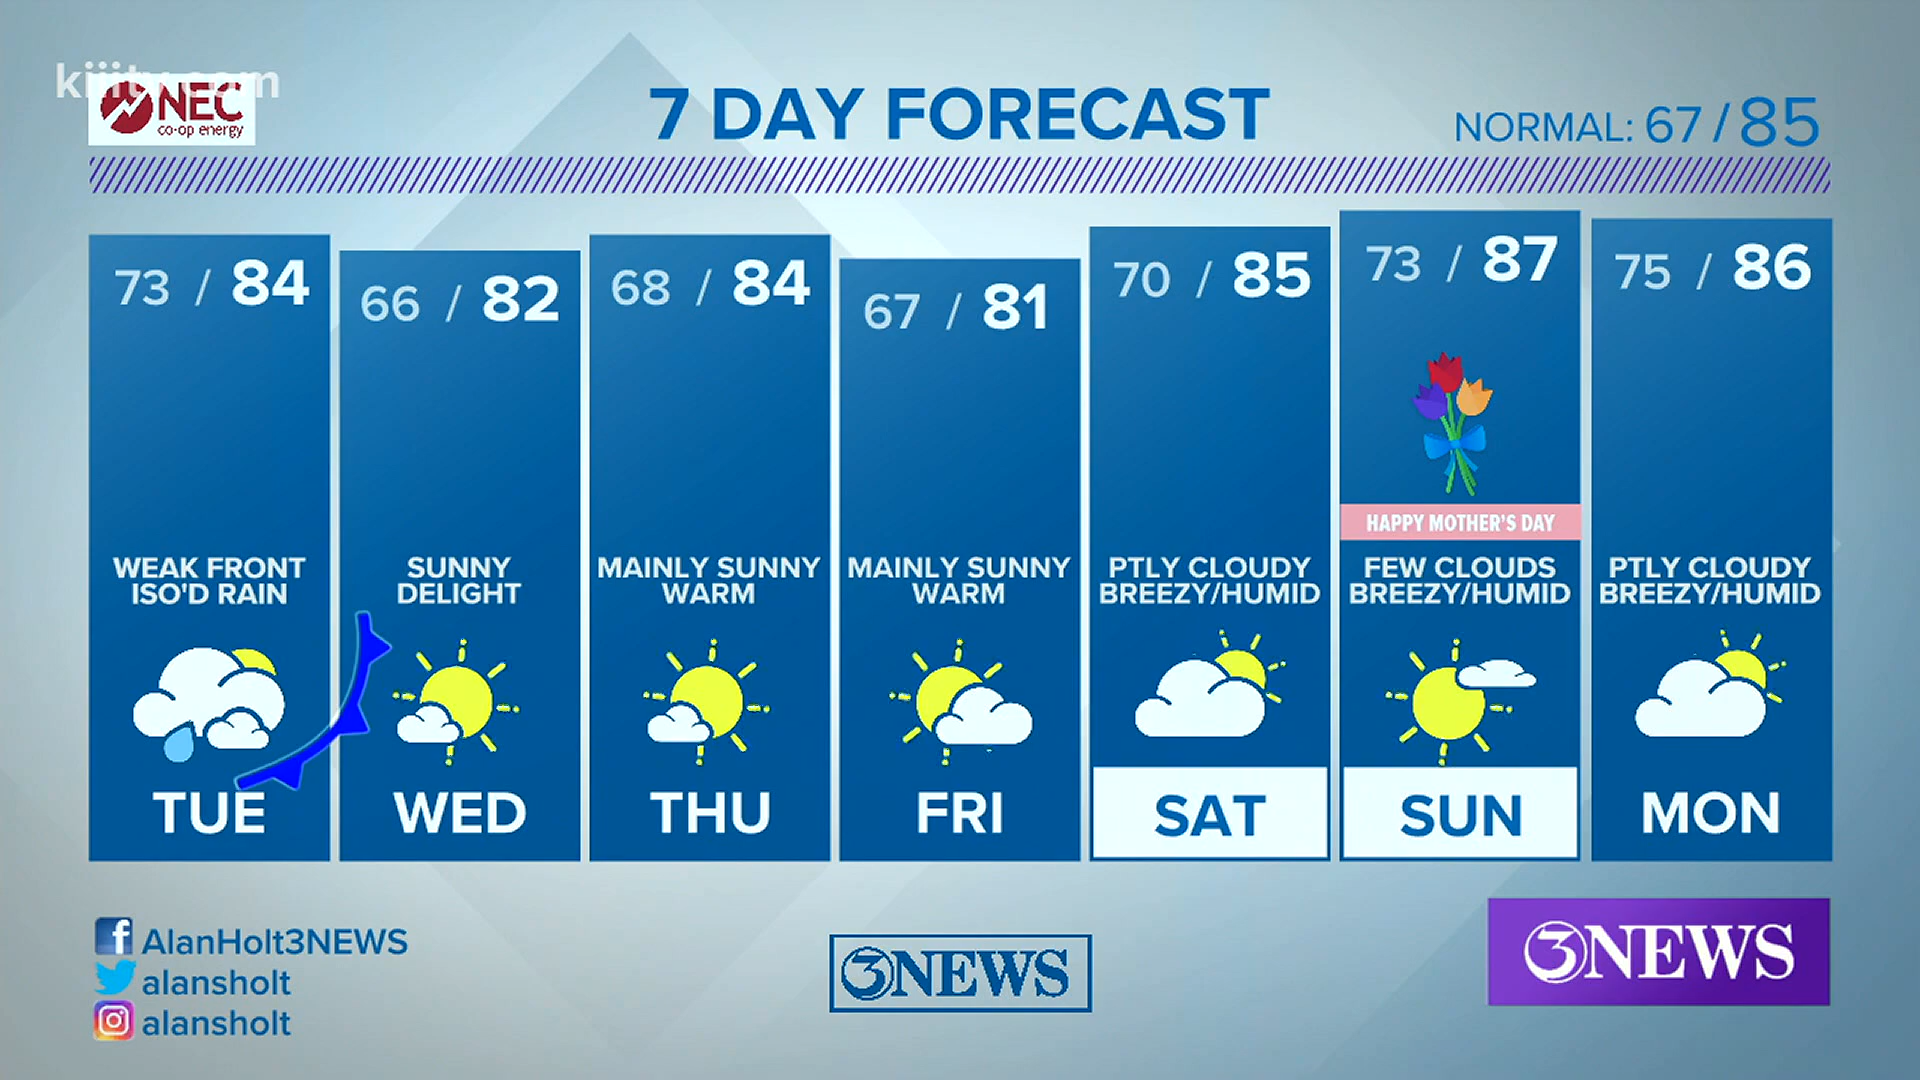 kiiitv.com
NEC
co-op energy
7 DAY FORECAST
NORMAL: 67 / 85
73 / 84
WEAK FRONT
ISO'D RAIN
TUE
66 / 82
SUNNY
DELIGHT
WED
68 / 84
MAINLY SUNNY
WARM
THU
67 / 81
MAINLY SUNNY
WARM
FRI
70 / 85
PTLY CLOUDY
BREEZY/HUMID
SAT
73 / 87
HAPPY MOTHER'S DAY
FEW CLOUDS
BREEZY/HUMID
SUN
75 / 86
PTLY CLOUDY
BREEZY/HUMID
MON
f AlanHolt3NEWS
alansholt
alansholt
3NEWS
3NEWS